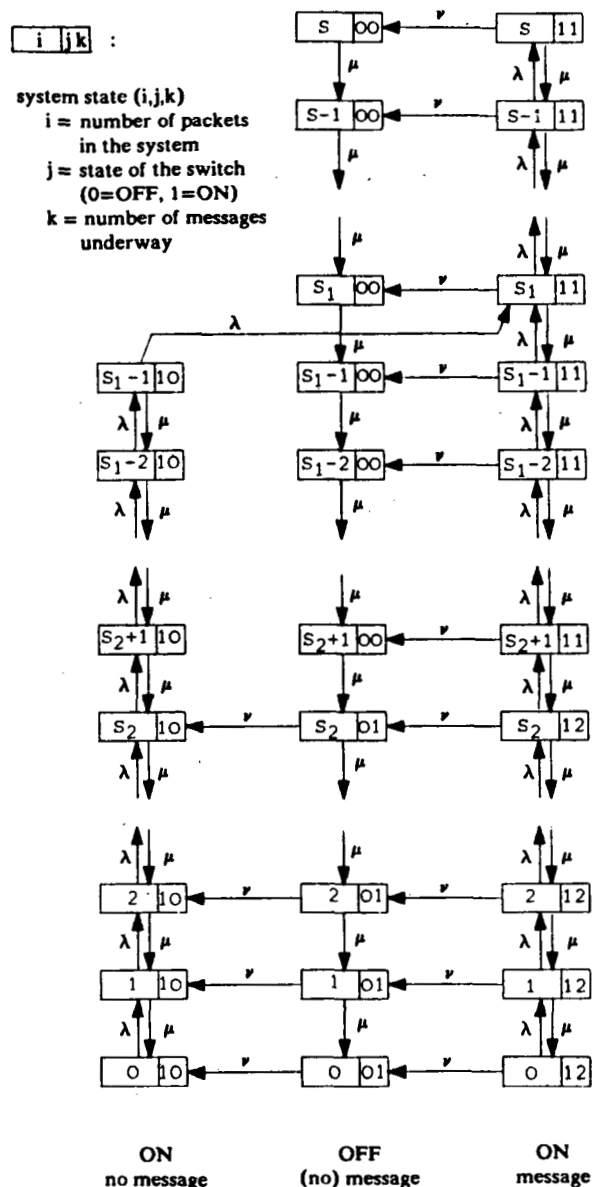 i jk :
system state (i,j,k)
i = number of packets
in the system
j = state of the switch
(0=OFF, 1=ON)
k = number of messages
underway
S 00 ν S 11
μ λ μ
S-1 00 ν S-1 11
μ λ μ
μ λ μ
S1 00 ν S1 11
λ μ λ μ
S1-1 10 S1-1 00 ν S1-1 11
λ μ μ λ μ
S1-2 10 S1-2 00 ν S1-2 11
λ μ μ λ μ
λ μ μ λ μ
S2+1 10 S2+1 00 ν S2+1 11
λ μ μ λ μ
S2 10 ν S2 01 ν S2 12
λ μ μ λ μ
λ μ μ λ μ
2 10 ν 2 01 ν 2 12
λ μ μ λ μ
1 10 ν 1 01 ν 1 12
λ μ μ λ μ
0 10 ν 0 01 ν 0 12
ON OFF ON
no message (no) message message